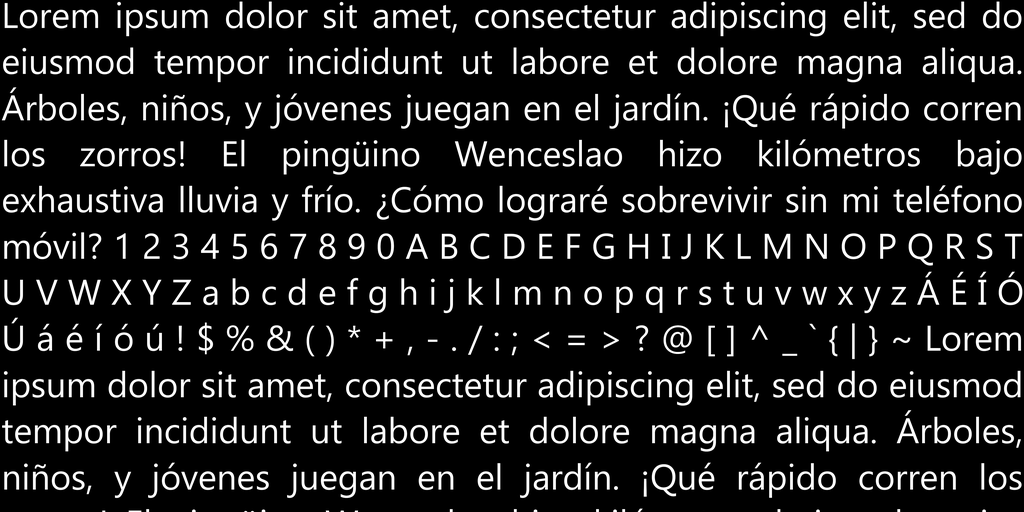 Lorem ipsum dolor sit amet, consectetur adipiscing elit, sed do
eiusmod tempor incididunt ut labore et dolore magna aliqua.
Árboles, niños, y jóvenes juegan en el jardín. ¡Qué rápido corren
los zorros! El pingüino Wenceslao hizo kilómetros bajo
exhaustiva lluvia y frío. ¿Cómo lograré sobrevivir sin mi teléfono
móvil? 1 2 3 4 5 6 7 8 9 0 A B C D E F G H I J K L M N O P Q R S T
U V W X Y Z a b c d e f g h i j k l m n o p q r s t u v w x y z Á É Í Ó
Ú á é í ó ú ! $ % & ( ) * + , - . / : ; < = > ? @ [ ] ^ _ ` { | } ~ Lorem
ipsum dolor sit amet, consectetur adipiscing elit, sed do eiusmod
tempor incididunt ut labore et dolore magna aliqua. Árboles,
niños, y jóvenes juegan en el jardín. ¡Qué rápido corren los